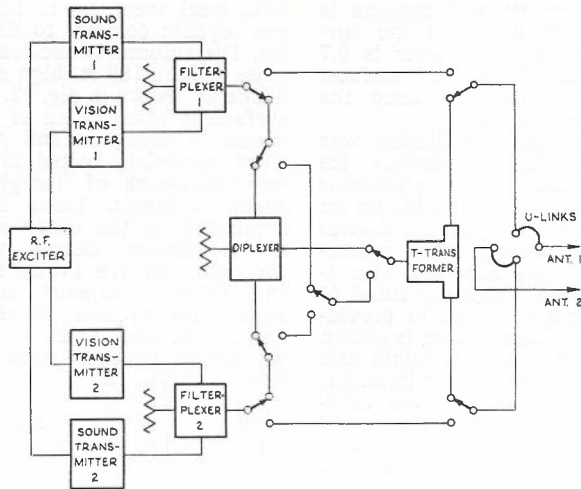 SOUND
TRANS-
MITTER
1
FILTER-
PLEXER
1
VISION
TRANS-
MITTER
1
R.F.
EXCITER
DIPLEXER
T-TRANS
FORMER
U-LINKS
ANT. 1
ANT. 2
VISION
TRANS-
MITTER
2
FILTER-
PLEXER
2
SOUND
TRANS-
MITTER
2